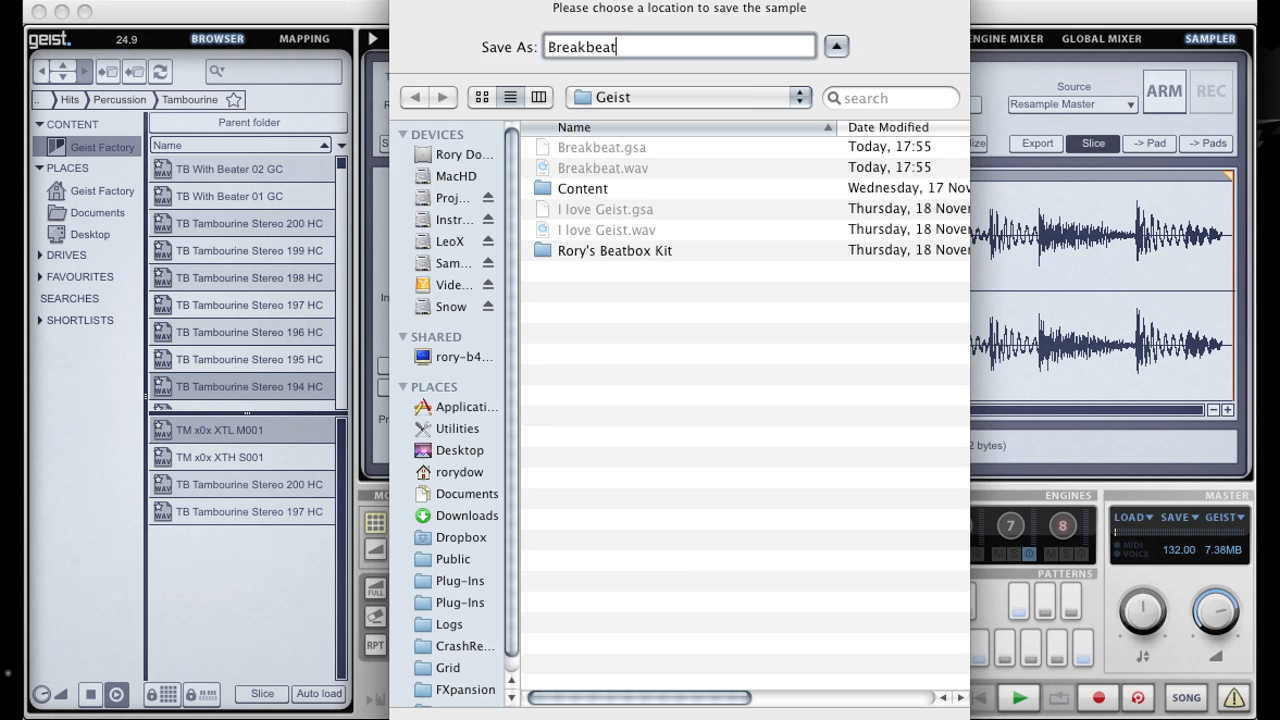 Please choose a location to save the sample
Save As: Breakbeat
Geist
search
DEVICES
Rory Do...
MacHD
Proj...
Instr...
LeoX
Sam...
Vide...
Snow
SHARED
rory-b4...
PLACES
Applicati...
Utilities
Desktop
rorydow
Documents
Downloads
Dropbox
Public
Plug-Ins
Plug-Ins
Logs
CrashRe...
Grid
FXpansion
Name Date Modified
Breakbeat.gsa Today, 17:55
Breakbeat.wav Today, 17:55
Content Wednesday, 17 Nov
I love Geist.gsa Thursday, 18 Nover
I love Geist.wav Thursday, 18 Nover
Rory's Beatbox Kit Thursday, 18 Nover
geist. 24.9 BROWSER MAPPING
.. Hits Percussion Tambourine
CONTENT
Geist Factory
PLACES
Geist Factory
Documents
Desktop
DRIVES
FAVOURITES
SEARCHES
SHORTLISTS
Parent folder
Name
TB With Beater 02 GC
TB With Beater 01 GC
TB Tambourine Stereo 200 HC
TB Tambourine Stereo 199 HC
TB Tambourine Stereo 198 HC
TB Tambourine Stereo 197 HC
TB Tambourine Stereo 196 HC
TB Tambourine Stereo 195 HC
TB Tambourine Stereo 194 HC
TM x0x XTL M001
TM x0x XTH S001
TB Tambourine Stereo 200 HC
TB Tambourine Stereo 197 HC
Slice Auto load
NGINE MIXER GLOBAL MIXER SAMPLER
Source
Resample Master
ARM REC
lize Export Slice -> Pad -> Pads
2 bytes)
MO
FULL
RPT
ENGINES
7 8
M S M S
PATTERNS
MASTER
LOAD SAVE GEIST
MIDI
VOICE
132.00 7.38MB
SONG